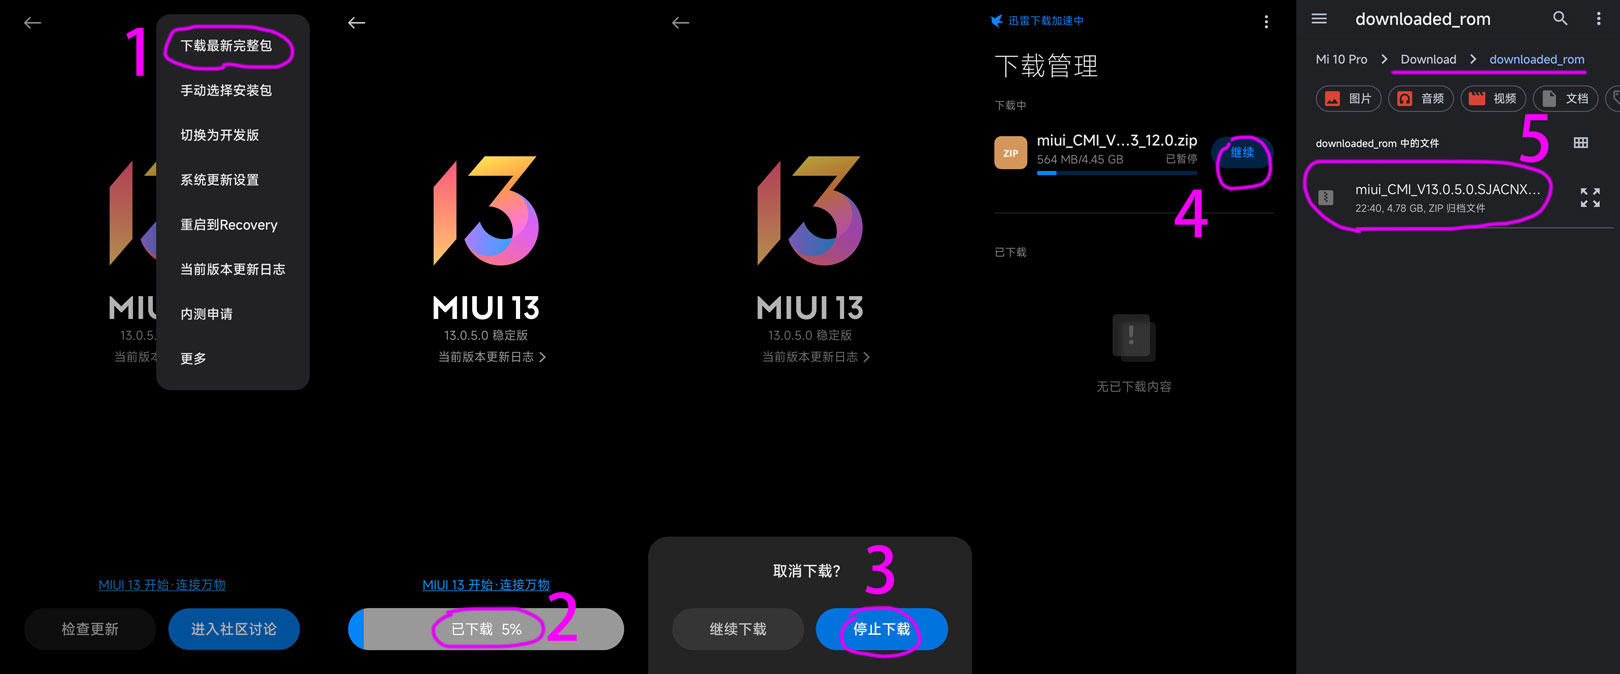 1
下载最新完整包
手动选择安装包
切换为开发版
系统更新设置
重启到Recovery
当前版本更新日志
内测申请
更多
MIU
13.0.5.
当前版本
MIUI 13 开始·连接万物
检查更新
进入社区讨论
13
MIUI 13
13.0.5.0 稳定版
当前版本更新日志
MIUI 13 开始·连接万物
已下载 5%
2
13
MIUI 13
13.0.5.0 稳定版
当前版本更新日志
取消下载?
3
继续下载
停止下载
迅雷下载加速中
下载管理
下载中
ZIP
miui_CMI_V...3_12.0.zip
564 MB/4.45 GB
已暂停
继续
4
已下载
无已下载内容
downloaded_rom
Mi 10 Pro
Download
downloaded_rom
图片
音频
视频
文档
5
downloaded_rom 中的文件
miui_CMI_V13.0.5.0.SJACNX...
22:40, 4.78 GB, ZIP 归档文件